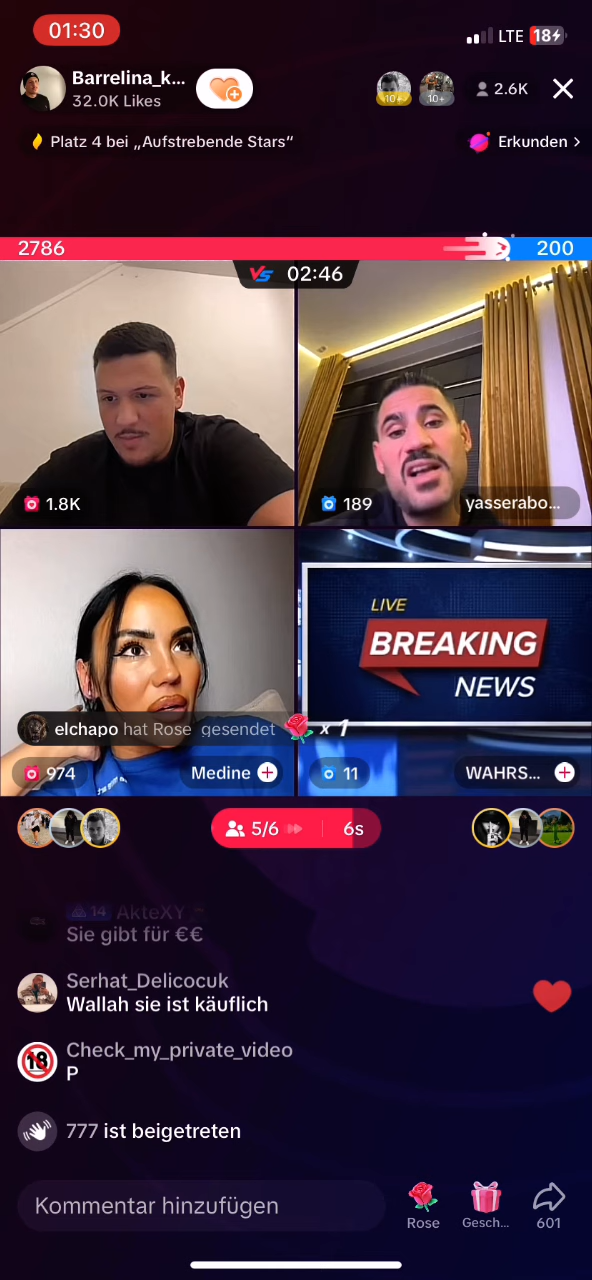 01:30
LTE 18
Barrelina_k...
32.0K Likes
10+
10+
2.6K
Platz 4 bei „Aufstrebende Stars“
Erkunden >
2786
200
VS 02:46
1.8K
189
yasserabo...
LIVE
BREAKING
NEWS
elchapo hat Rose gesendet x 1
974
Medine
11
WAHRS...
5/6
6s
14 AkteXY
Sie gibt für €€
Serhat_Delicocuk
Wallah sie ist käuflich
18
Check_my_private_video
P
777 ist beigetreten
Kommentar hinzufügen
Rose
Gesch...
601